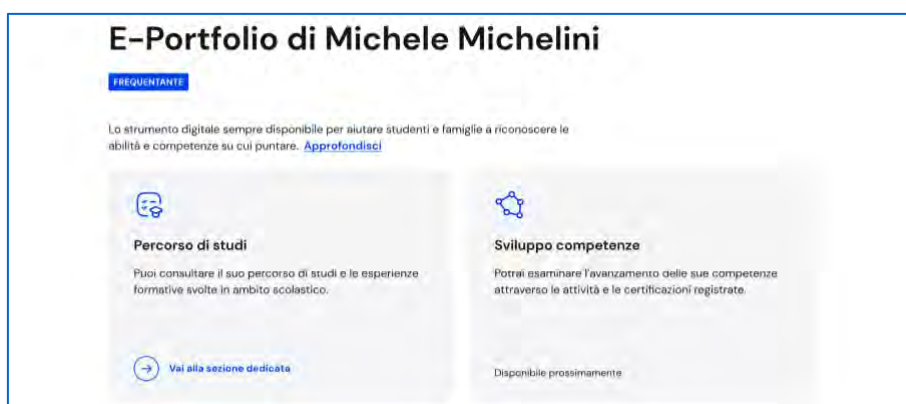 E-Portfolio di Michele Michelini
FREQUENTANTE
Lo strumento digitale sempre disponibile per aiutare studenti e famiglie a riconoscere le
abilità e competenze su cui puntare. Approfondisci
Percorso di studi
Puoi consultare il suo percorso di studi e le esperienze
formative svolte in ambito scolastico.
Vai alla sezione dedicata
Sviluppo competenze
Potrai esaminare l'avanzamento delle sue competenze
attraverso le attività e le certificazioni registrate.
Disponibile prossimamente